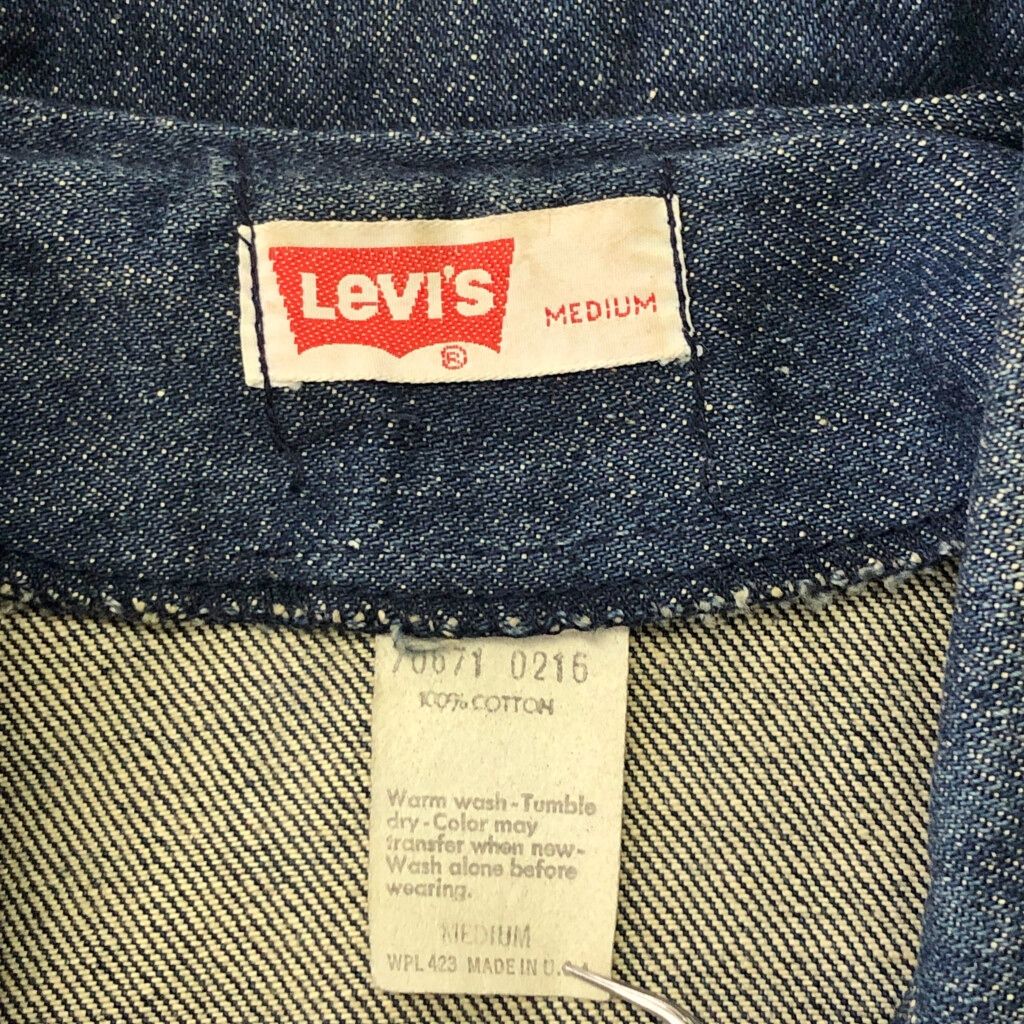 Levi's
MEDIUM
®
70671 0216
100% COTTON
Warm wash-Tumble
dry-Color may
transfer when new-
Wash alone before
wearing.
MEDIUM
WPL 423 MADE IN U.S.A